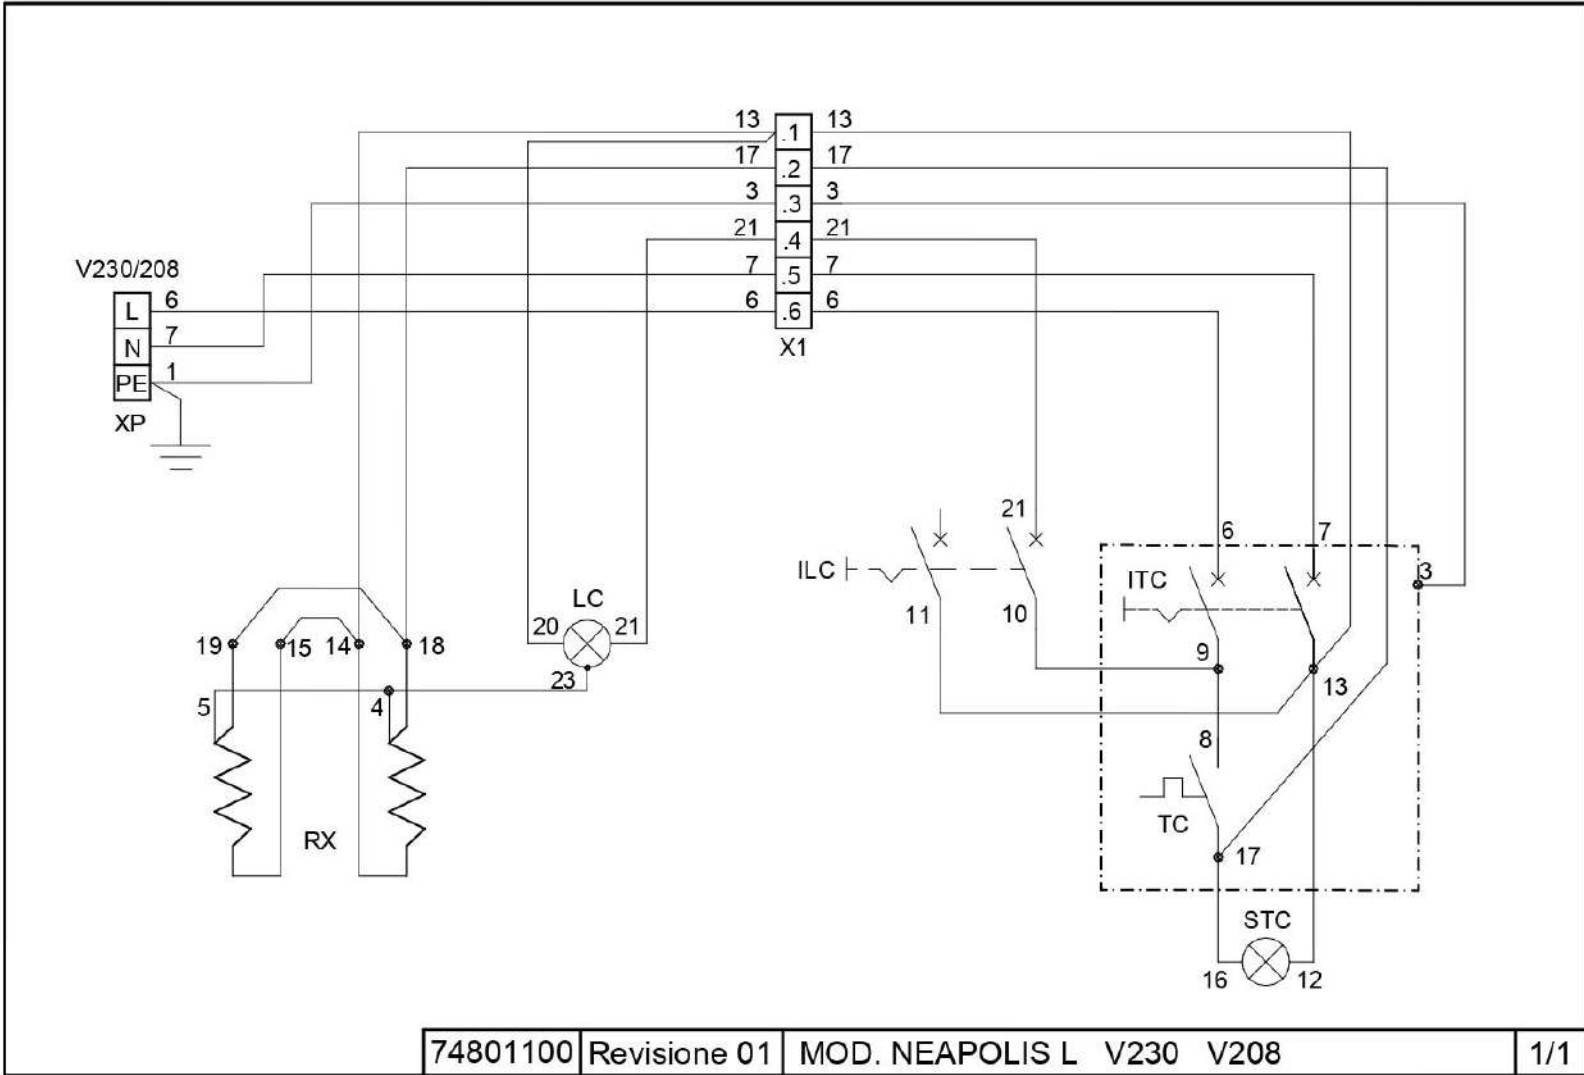 13 .1 13
17 .2 17
3 .3 3
21 .4 21
V230/208
7 .5 7
L 6
6 .6 6
N 7
X1
PE 1
XP
21
6 7
ILC
ITC
3
LC
11 10
20 21
19 15 14 18
9
23
13
5 4
8
RX
TC
17
STC
16 12
74801100 Revisione 01 MOD. NEAPOLIS L V230 V208 1/1